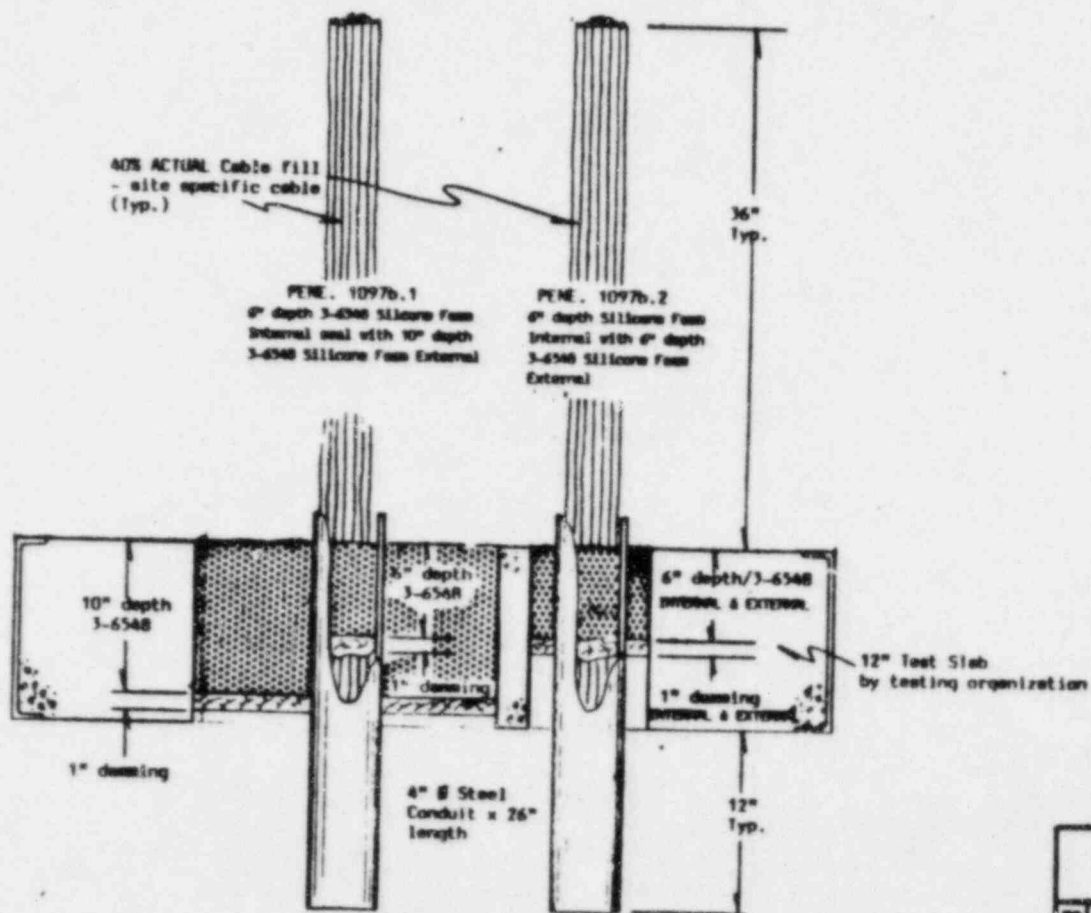 40% ACTUAL Cable fill
- site specific cable
(Typ.)
36"
Typ.
PENE. 1097b.1
6" depth 3-6548 Silicone Foam
Internal seal with 10" depth
3-6548 Silicone Foam External
PENE. 1097b.2
6" depth Silicone Foam
Internal with 6" depth
3-6548 Silicone Foam
External
10" depth
3-6548
6" depth
3-6548
6" depth/3-6548
INTERNAL & EXTERNAL
12" Test Slab
by testing organization
1" damming
1" damming
INTERNAL & EXTERNAL
1" damming
4" Ø Steel
Conduit x 26"
length
12"
Typ.